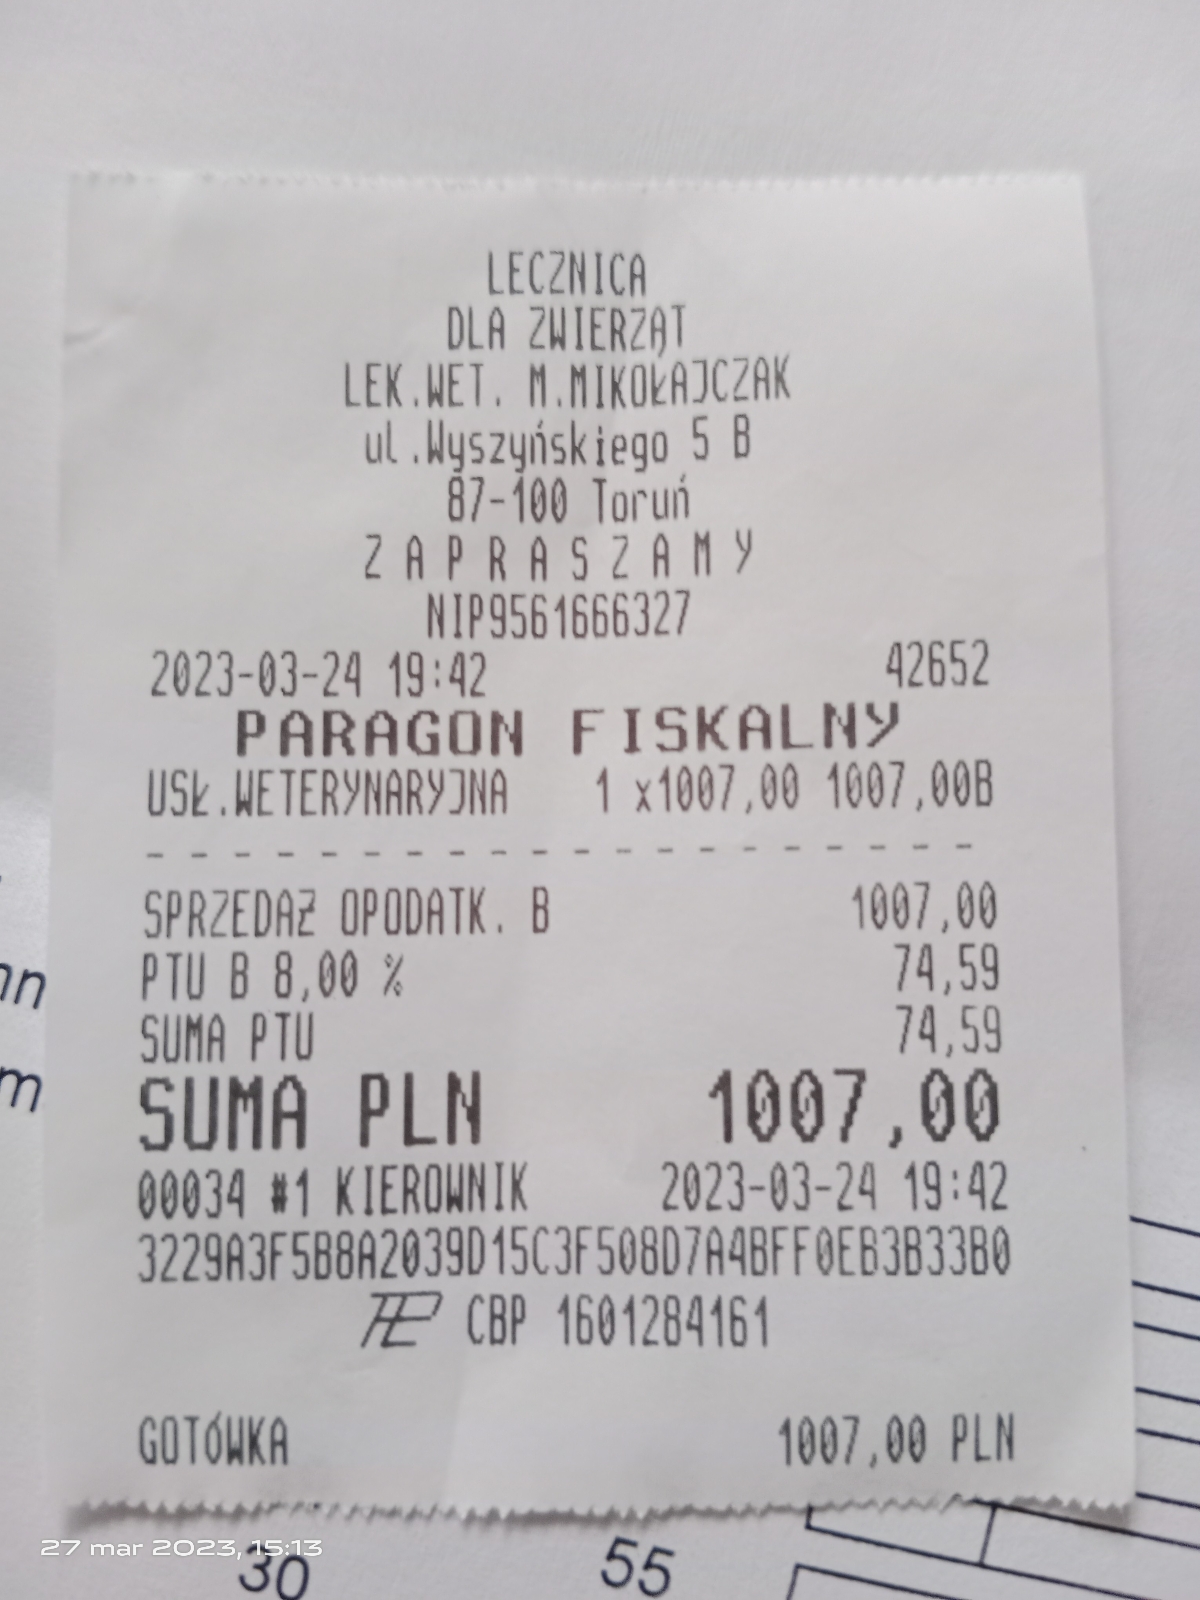 LECZNICA
DLA ZWIERZĄT
LEK.WET. M.MIKOŁAJCZAK
ul.Wyszyńskiego 5 B
87-100 Toruń
Z A P R A S Z A M Y
NIP9561666327
2023-03-24 19:42 42652
PARAGON FISKALNY
USŁ.WETERYNARYJNA 1 x1007,00 1007,00B
- - - - - - - - - - - - - - - - - - - -
SPRZEDAŻ OPODATK. B 1007,00
PTU B 8,00 % 74,59
SUMA PTU 74,59
SUMA PLN 1007,00
00034 #1 KIEROWNIK 2023-03-24 19:42
3229A3F5B8A2039D15C3F508D7A4BFF0EB3B33B0
CBP 1601284161
GOTÓWKA 1007,00 PLN
27 mar 2023, 15:13
30 55